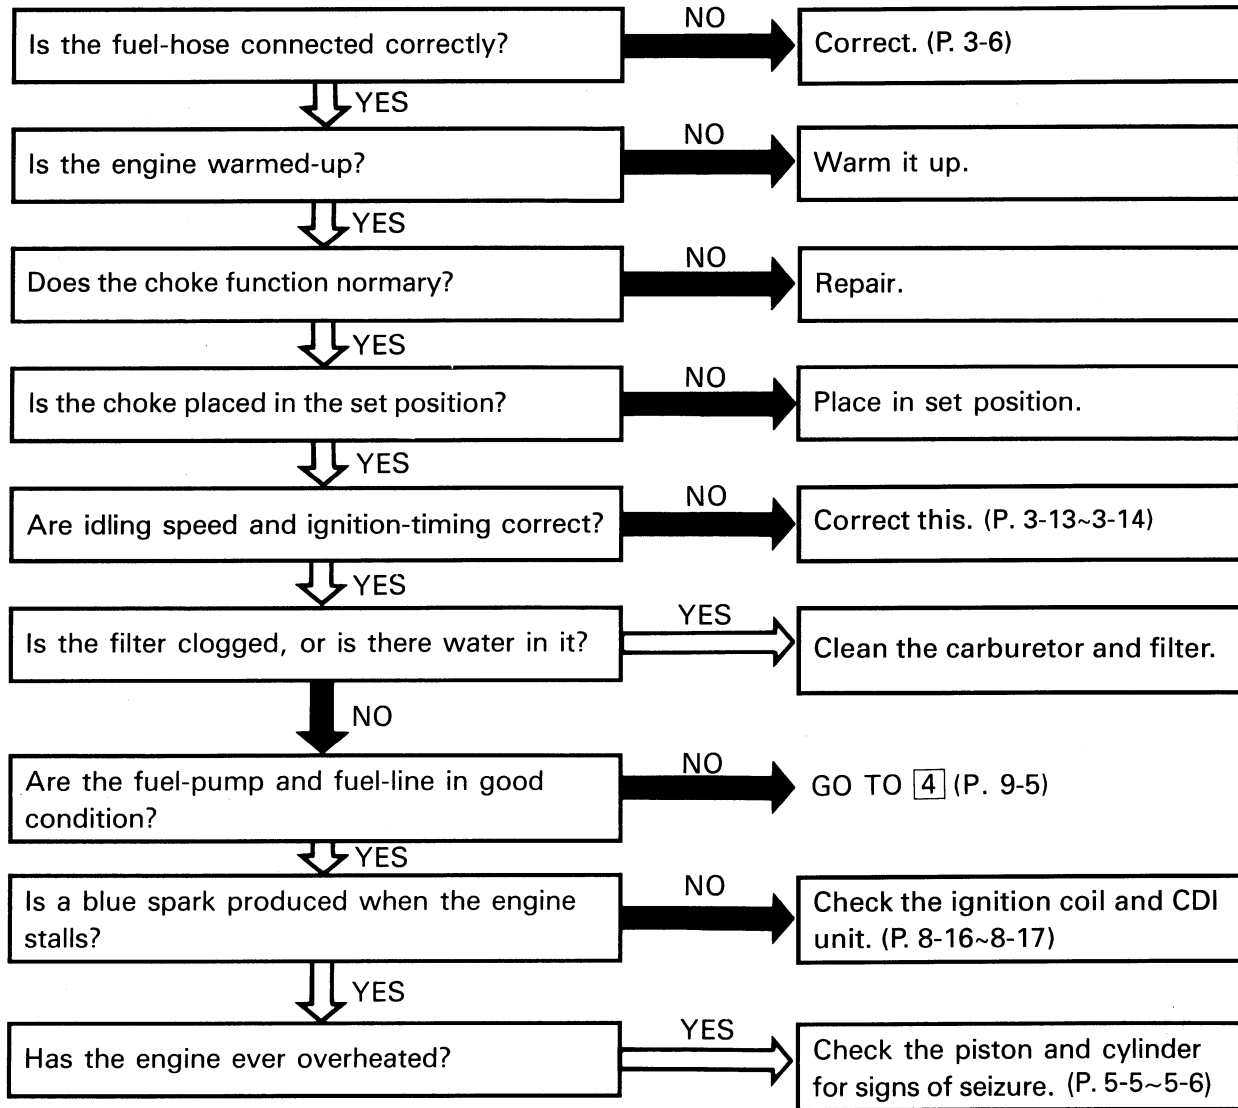 Is the fuel-hose connected correctly?
NO
Correct. (P. 3-6)
YES
Is the engine warmed-up?
NO
Warm it up.
YES
Does the choke function normary?
NO
Repair.
YES
Is the choke placed in the set position?
NO
Place in set position.
YES
Are idling speed and ignition-timing correct?
NO
Correct this. (P. 3-13~3-14)
YES
Is the filter clogged, or is there water in it?
YES
Clean the carburetor and filter.
NO
Are the fuel-pump and fuel-line in good
condition?
NO
GO TO 4 (P. 9-5)
YES
Is a blue spark produced when the engine
stalls?
NO
Check the ignition coil and CDI
unit. (P. 8-16~8-17)
YES
Has the engine ever overheated?
YES
Check the piston and cylinder
for signs of seizure. (P. 5-5~5-6)